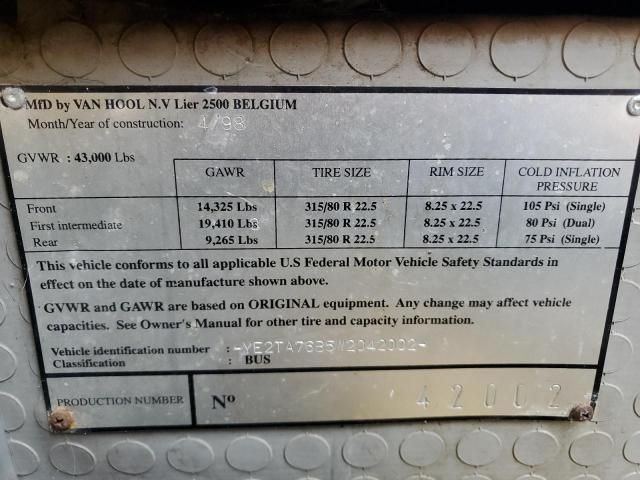 MfD by VAN HOOL N.V Lier 2500 BELGIUM
Month/Year of construction: 4/98
GVWR : 43,000 Lbs
GAWR TIRE SIZE RIM SIZE COLD INFLATION PRESSURE
Front 14,325 Lbs 315/80 R 22.5 8.25 x 22.5 105 Psi (Single)
First intermediate 19,410 Lbs 315/80 R 22.5 8.25 x 22.5 80 Psi (Dual)
Rear 9,265 Lbs 315/80 R 22.5 8.25 x 22.5 75 Psi (Single)
This vehicle conforms to all applicable U.S Federal Motor Vehicle Safety Standards in
effect on the date of manufacture shown above.
GVWR and GAWR are based on ORIGINAL equipment. Any change may affect vehicle
capacities. See Owner's Manual for other tire and capacity information.
Vehicle identification number : -YE2TA76B5W2042002-
Classification : BUS
PRODUCTION NUMBER Nº 42002